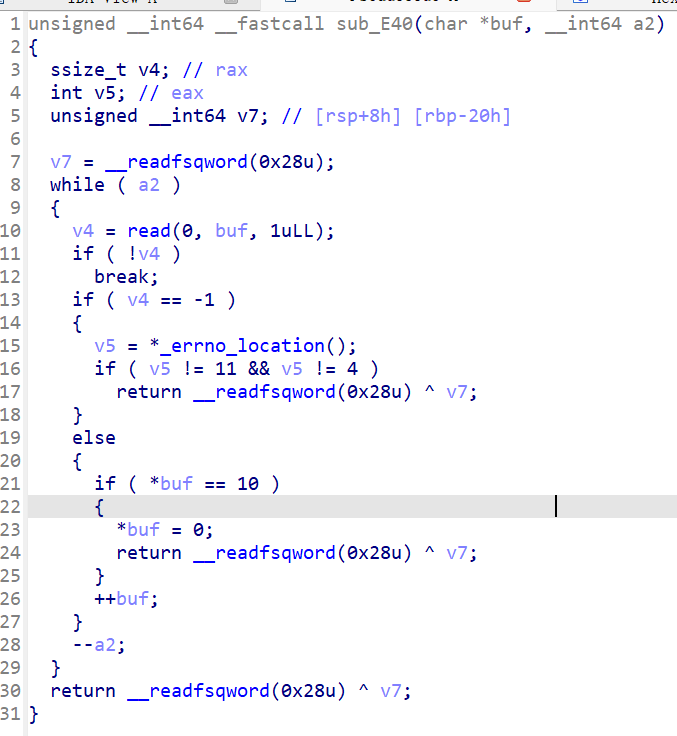 1 unsigned __int64 __fastcall sub_E40(char *buf, __int64 a2)
2 {
3   ssize_t v4; // rax
4   int v5; // eax
5   unsigned __int64 v7; // [rsp+8h] [rbp-20h]
6
7   v7 = __readfsqword(0x28u);
8   while ( a2 )
9   {
10     v4 = read(0, buf, 1uLL);
11     if ( !v4 )
12       break;
13     if ( v4 == -1 )
14     {
15       v5 = *_errno_location();
16       if ( v5 != 11 && v5 != 4 )
17         return __readfsqword(0x28u) ^ v7;
18     }
19     else
20     {
21       if ( *buf == 10 )
22       {
23         *buf = 0;
24         return __readfsqword(0x28u) ^ v7;
25       }
26       ++buf;
27     }
28     --a2;
29   }
30   return __readfsqword(0x28u) ^ v7;
31 }